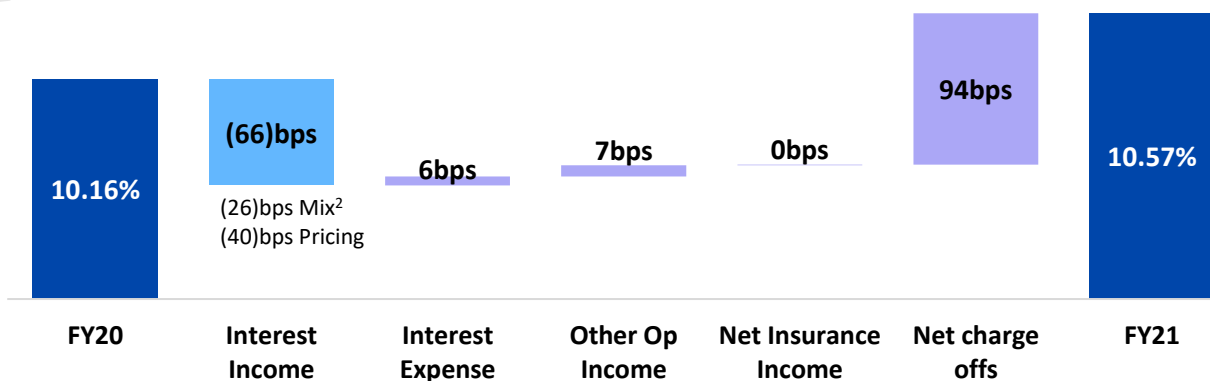 94bps
(66)bps
7bps
0bps
6bps
10.57%
10.16%
(26)bps Mix²
(40)bps Pricing
FY20
Interest
Income
Interest
Expense
Other Op
Income
Net Insurance
Income
Net charge
offs
FY21